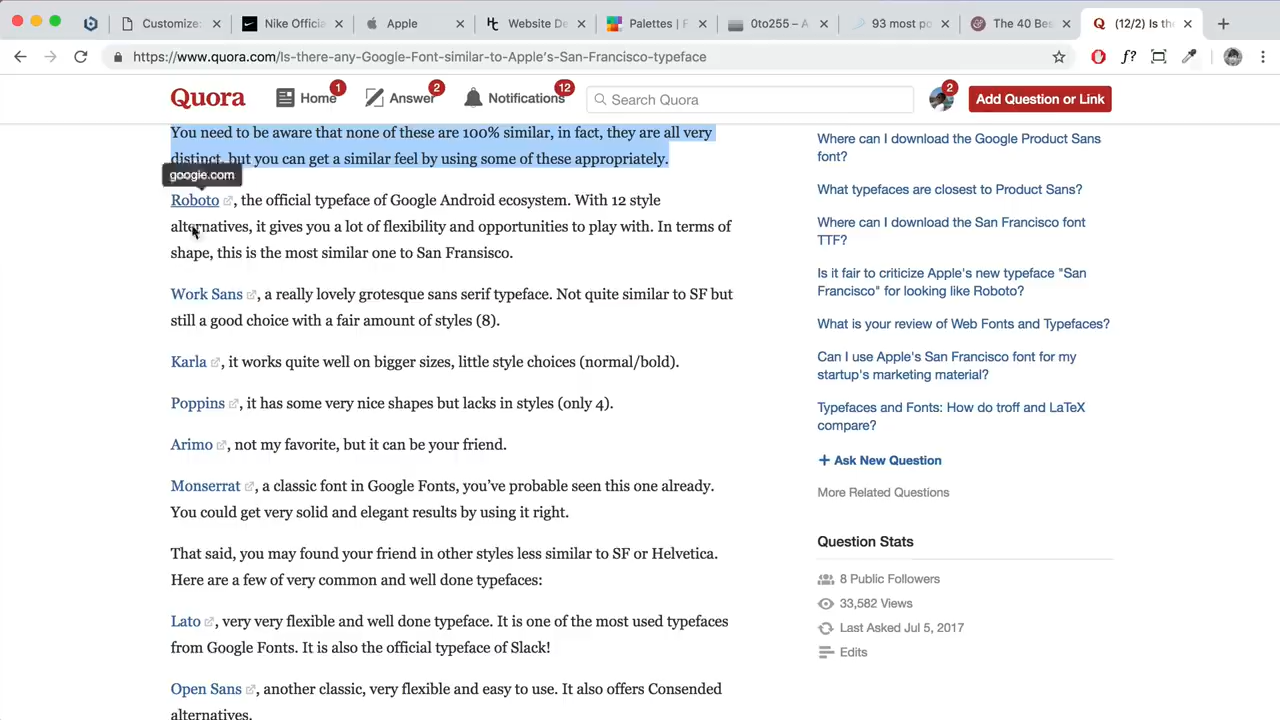 Customize:
Nike Offici
Apple
Website De
Palettes | F
0to255 – A
93 most po
The 40 Bes
(12/2) Is the
https://www.quora.com/Is-there-any-Google-Font-similar-to-Apple's-San-Francisco-typeface
Quora
Home 1
Answer 2
Notifications 12
Search Quora
2
Add Question or Link
You need to be aware that none of these are 100% similar, in fact, they are all very
distinct, but you can get a similar feel by using some of these appropriately.
google.com
Roboto, the official typeface of Google Android ecosystem. With 12 style
alternatives, it gives you a lot of flexibility and opportunities to play with. In terms of
shape, this is the most similar one to San Fransisco.
Work Sans, a really lovely grotesque sans serif typeface. Not quite similar to SF but
still a good choice with a fair amount of styles (8).
Karla, it works quite well on bigger sizes, little style choices (normal/bold).
Poppins, it has some very nice shapes but lacks in styles (only 4).
Arimo, not my favorite, but it can be your friend.
Monserrat, a classic font in Google Fonts, you've probable seen this one already.
You could get very solid and elegant results by using it right.
That said, you may found your friend in other styles less similar to SF or Helvetica.
Here are a few of very common and well done typefaces:
Lato, very very flexible and well done typeface. It is one of the most used typefaces
from Google Fonts. It is also the official typeface of Slack!
Open Sans, another classic, very flexible and easy to use. It also offers Consended
alternatives.
Where can I download the Google Product Sans
font?
What typefaces are closest to Product Sans?
Where can I download the San Francisco font
TTF?
Is it fair to criticize Apple's new typeface "San
Francisco" for looking like Roboto?
What is your review of Web Fonts and Typefaces?
Can I use Apple's San Francisco font for my
startup's marketing material?
Typefaces and Fonts: How do troff and LaTeX
compare?
+ Ask New Question
More Related Questions
Question Stats
8 Public Followers
33,582 Views
Last Asked Jul 5, 2017
Edits